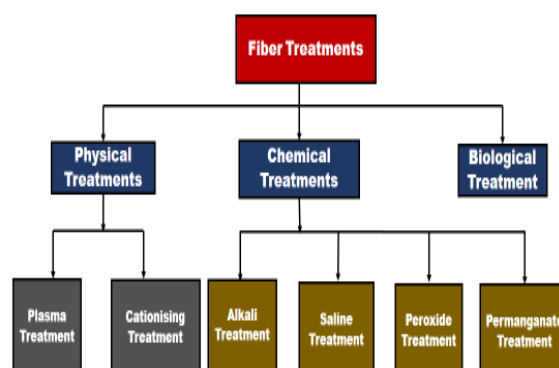 Fiber Treatments
Physical
Treatments
Chemical
Treatments
Biological
Treatment
Plasma
Treatment
Cationising
Treatment
Alkali
Treatment
Saline
Treatment
Peroxide
Treatment
Permanganate
Treatment